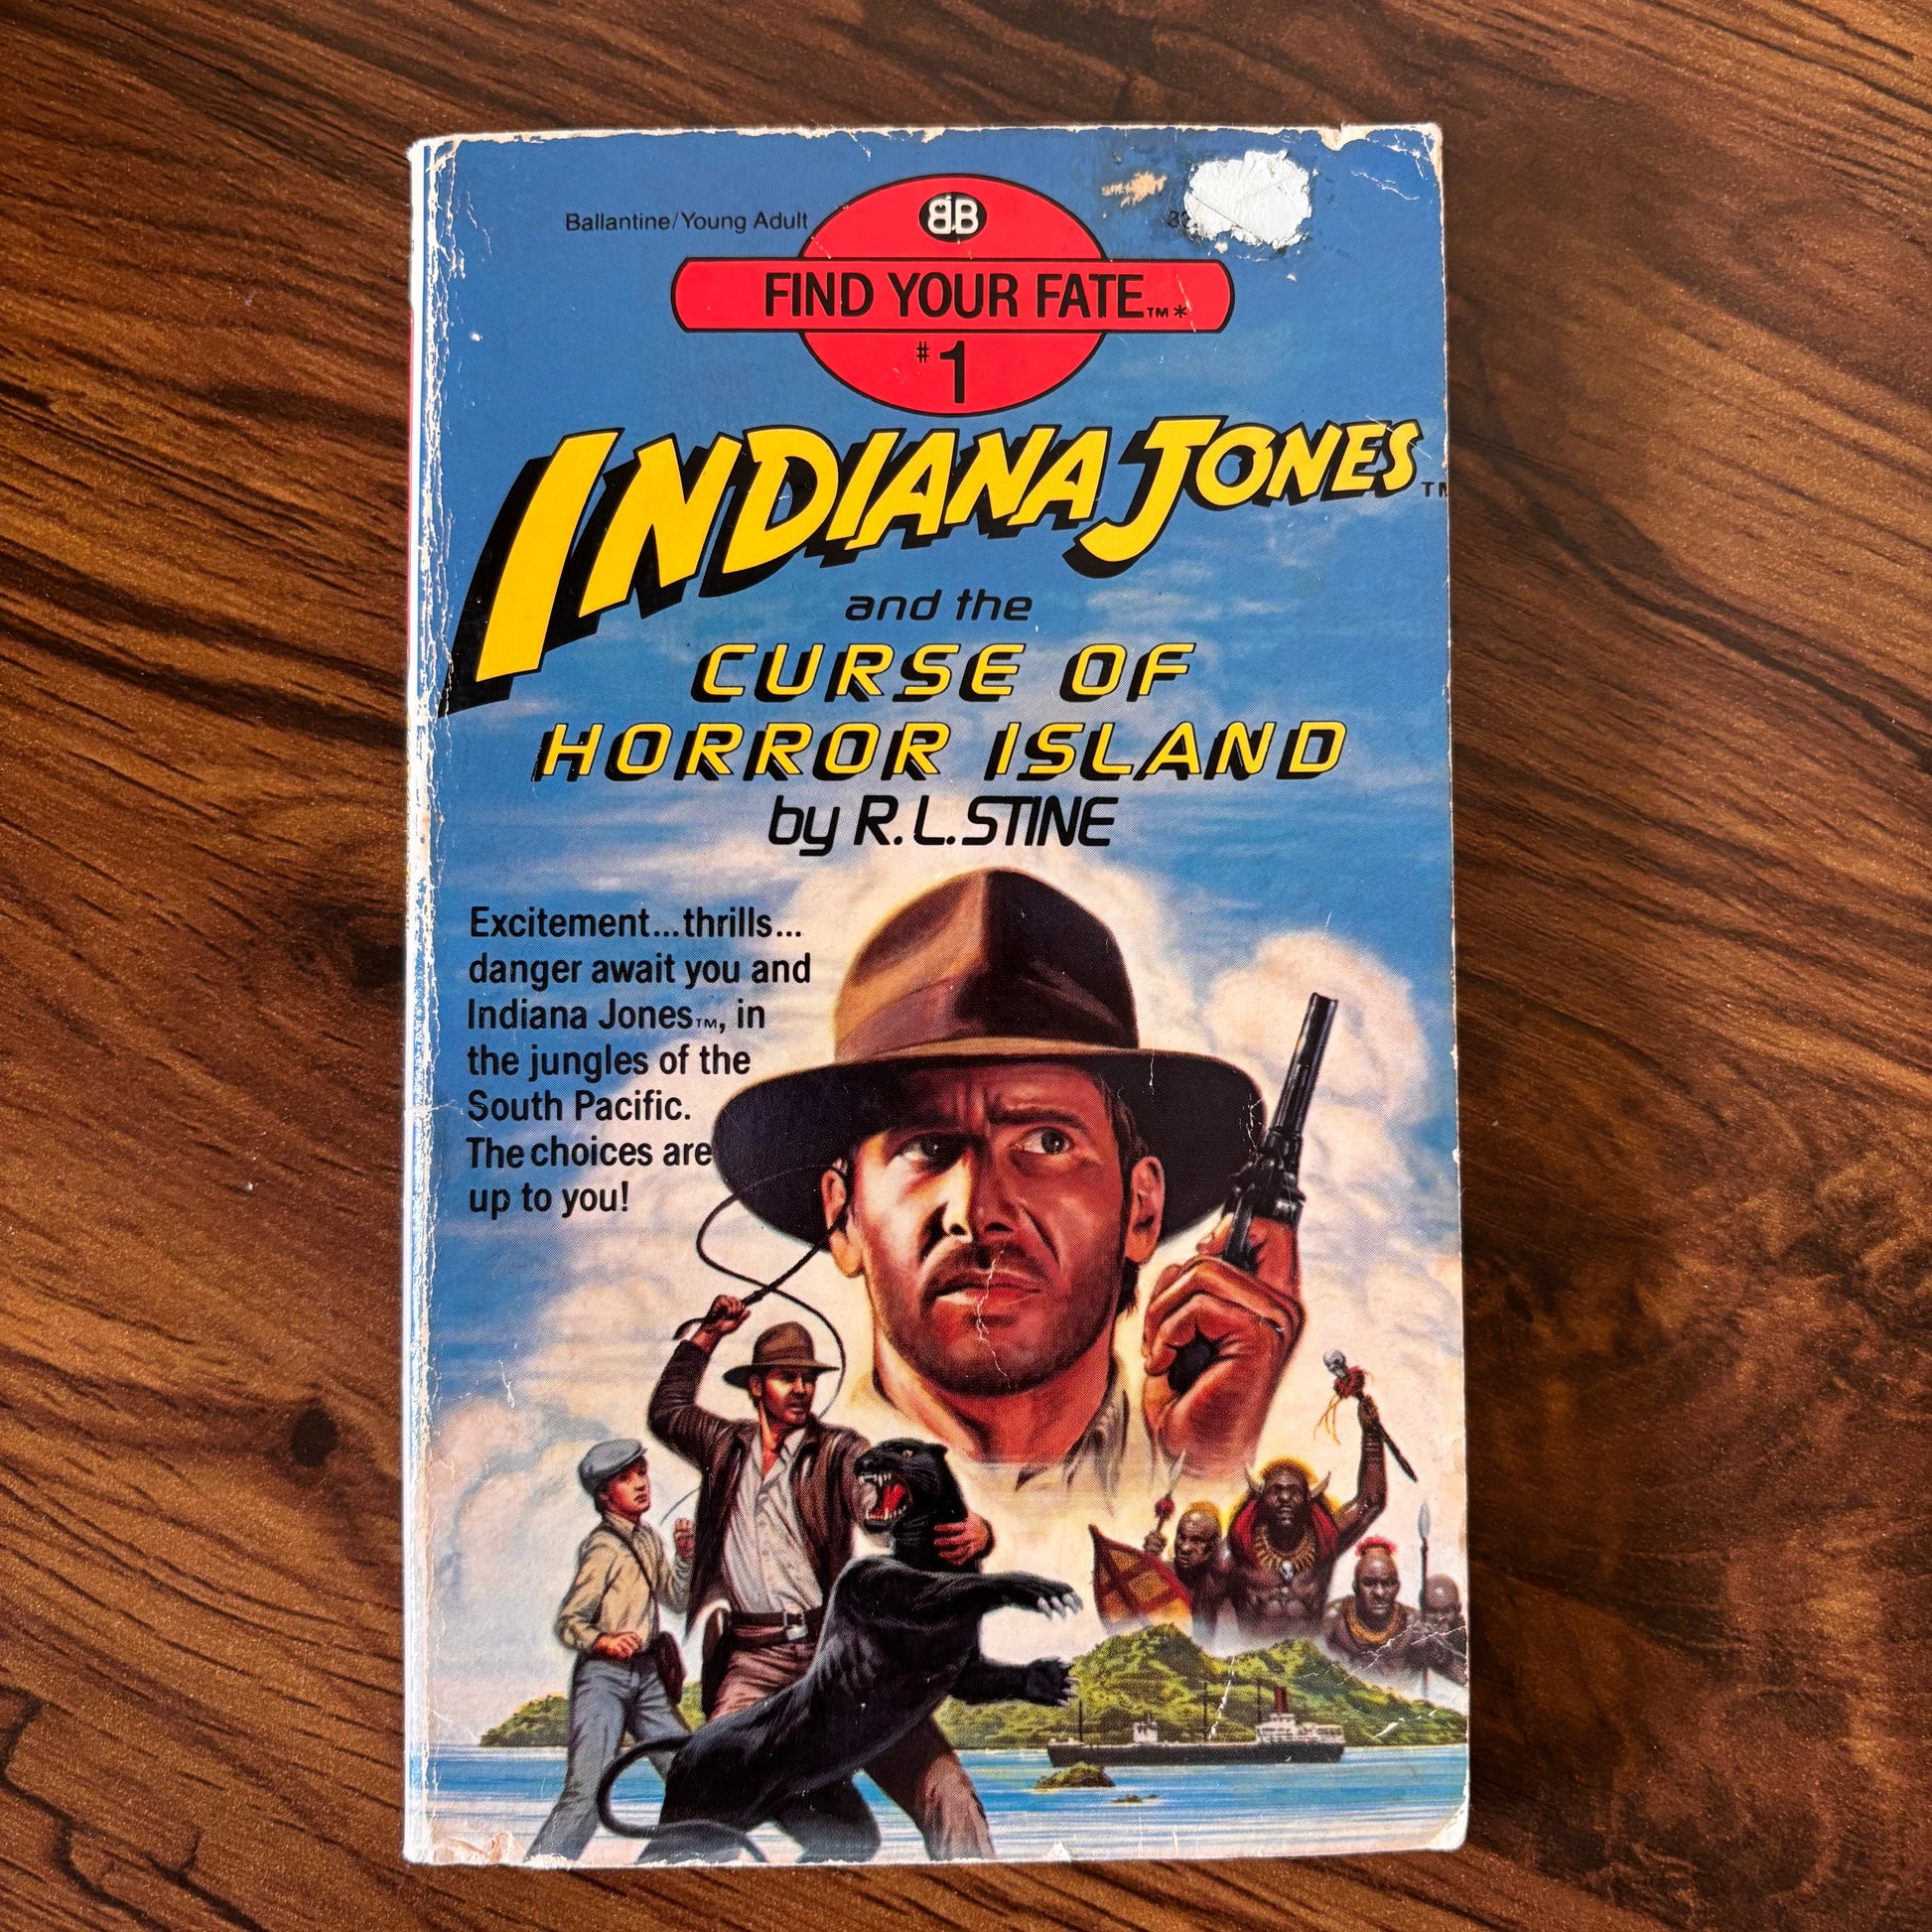 Ballantine/Young Adult
BB
FIND YOUR FATE™*
#1
INDIANA JONES™
and the
CURSE OF
HORROR ISLAND
by R.L. STINE
Excitement...thrills...
danger await you and
Indiana Jones™, in
the jungles of the
South Pacific.
The choices are
up to you!